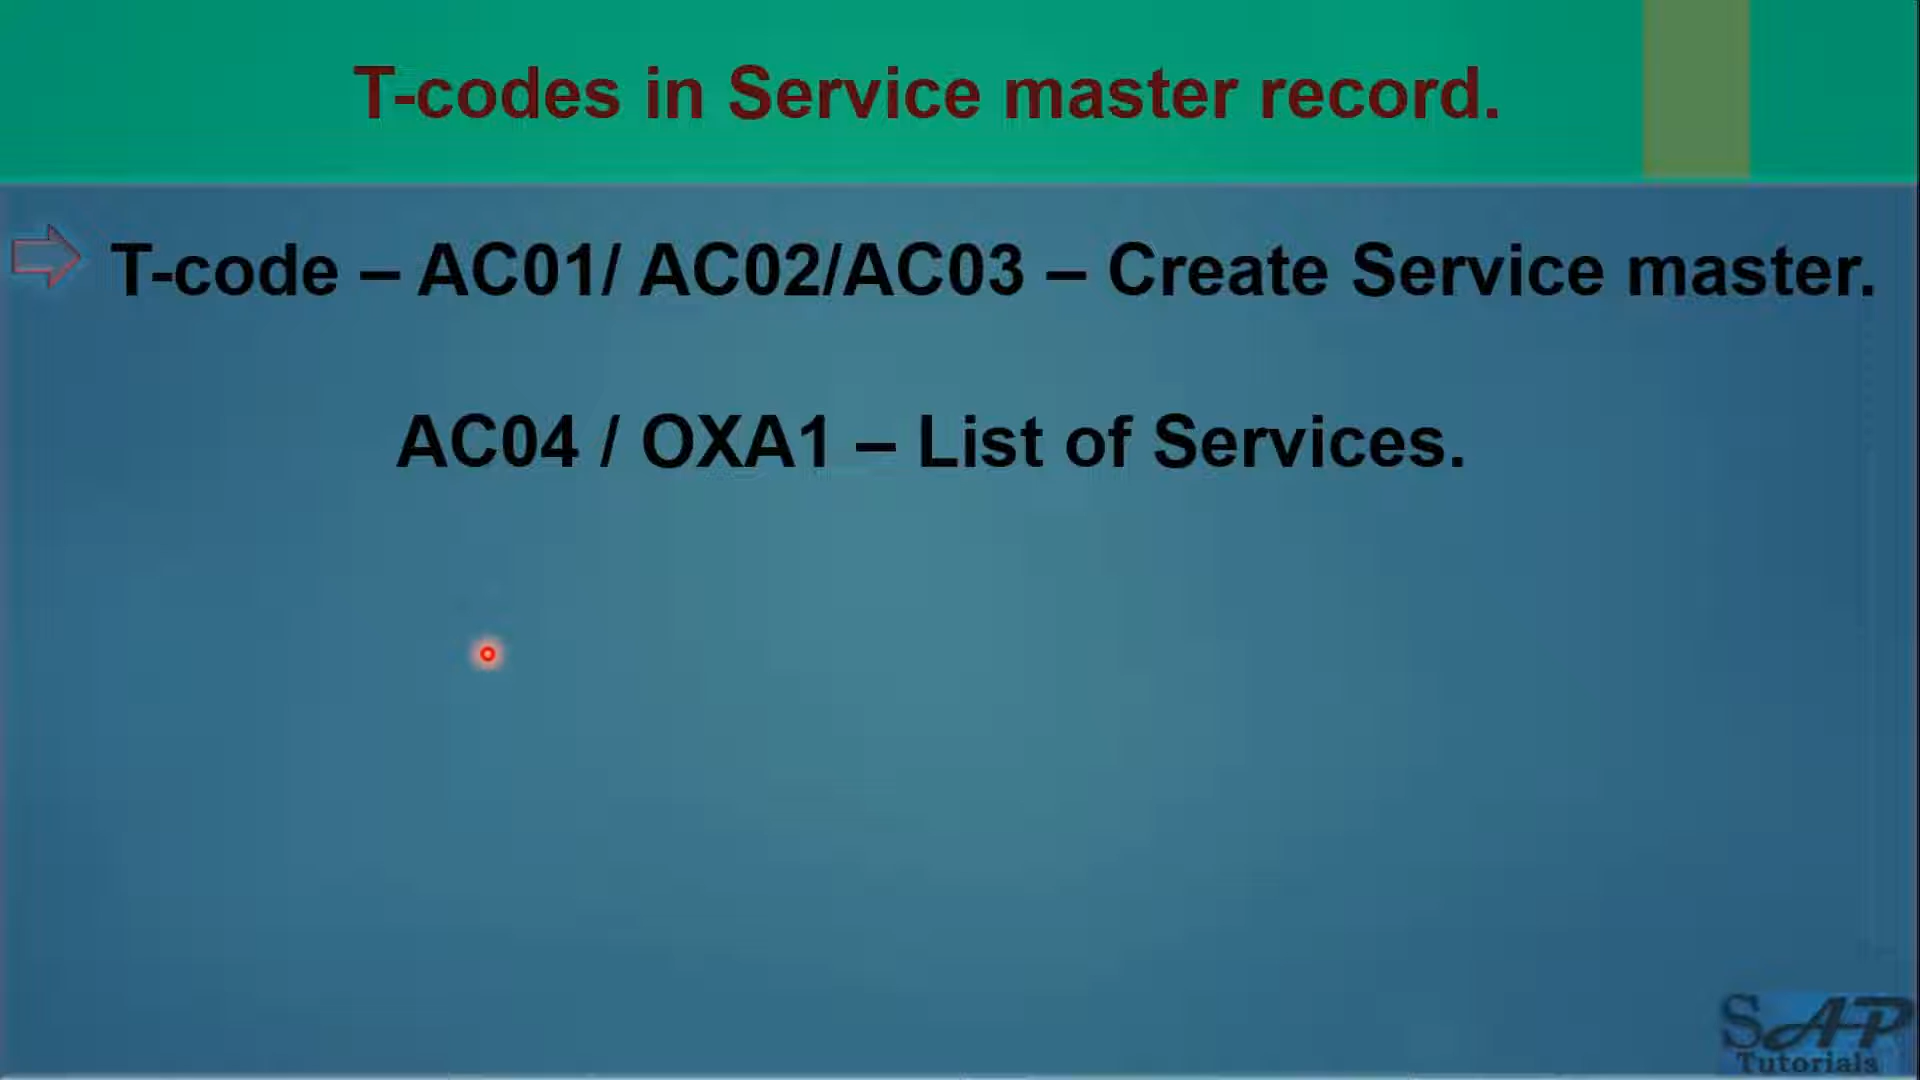 T-codes in Service master record.
T-code – AC01/ AC02/AC03 – Create Service master.
AC04 / OXA1 – List of Services.
SAP
Tutorials